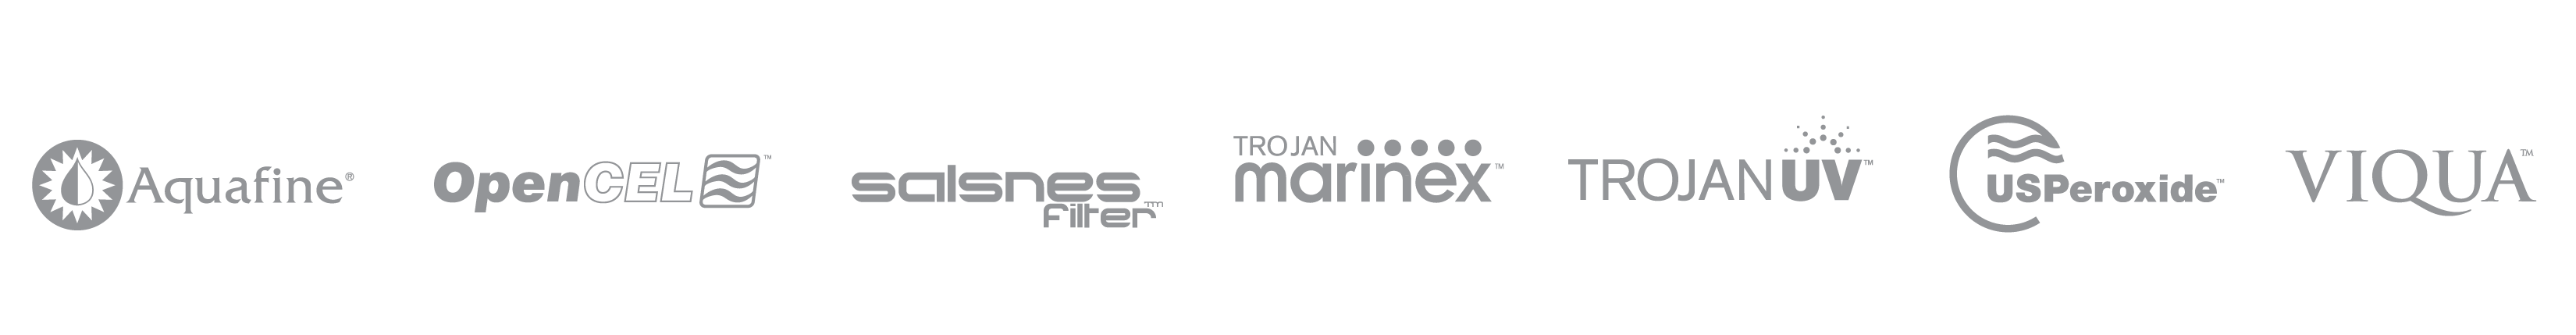 Aquafine®
OpenCEL™
salsnes
filter™
TROJAN
marinex™
TROJANUV™
USPeroxide™
VIQUA™